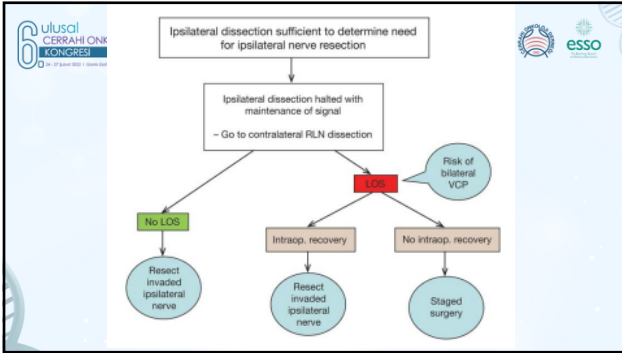 6. ulusal
CERRAHİ ONK
KONGRESİ
esso
Ipsilateral dissection sufficient to determine need
for ipsilateral nerve resection
Ipsilateral dissection halted with
maintenance of signal
– Go to contralateral RLN dissection
Risk of
bilateral
VCP
LOS
No LOS
Intraop. recovery
No intraop. recovery
Resect
invaded
ipsilateral
nerve
Resect
invaded
ipsilateral
nerve
Staged
surgery